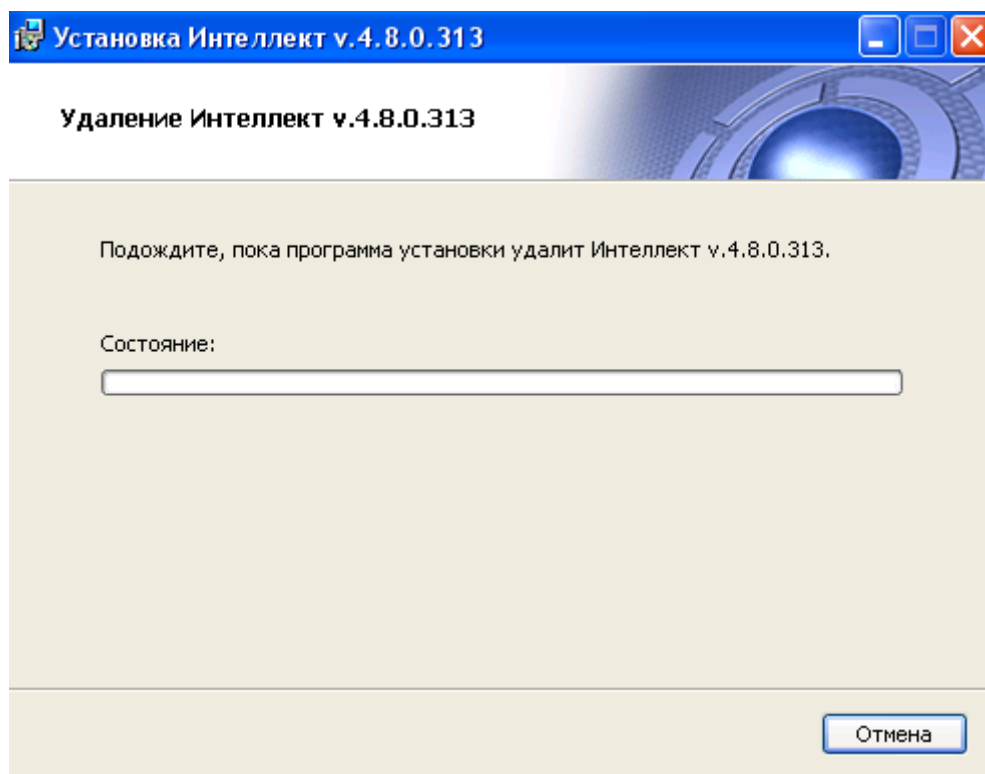 Установка Интеллект v.4.8.0.313
Удаление Интеллект v.4.8.0.313
Подождите, пока программа установки удалит Интеллект v.4.8.0.313.
Состояние:
Отмена